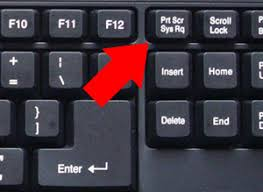 F10 F11 F12 Prt Scr Scroll P
Sys Rq Lock B
Insert Home
Delete End
{ }
[ ]
" |
' \
Enter